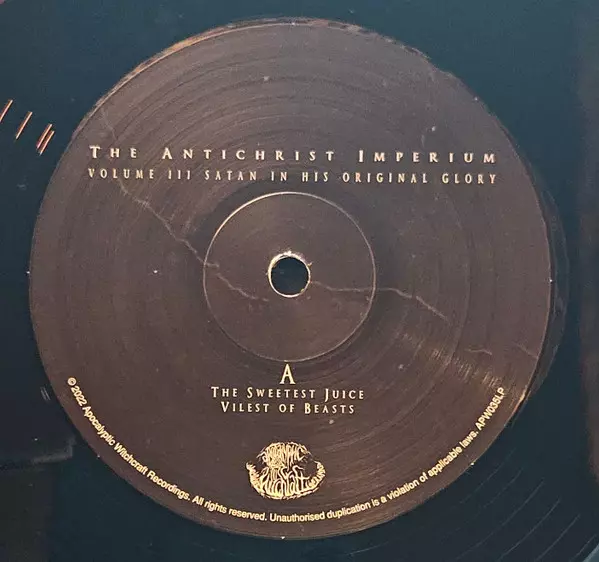 THE ANTICHRIST IMPERIUM
VOLUME III SATAN IN HIS ORIGINAL GLORY
A
THE SWEETEST JUICE
VILEST OF BEASTS
© 2022 Apocalyptic Witchcraft Recordings. All rights reserved. Unauthorised duplication is a violation of applicable laws. APW035LP